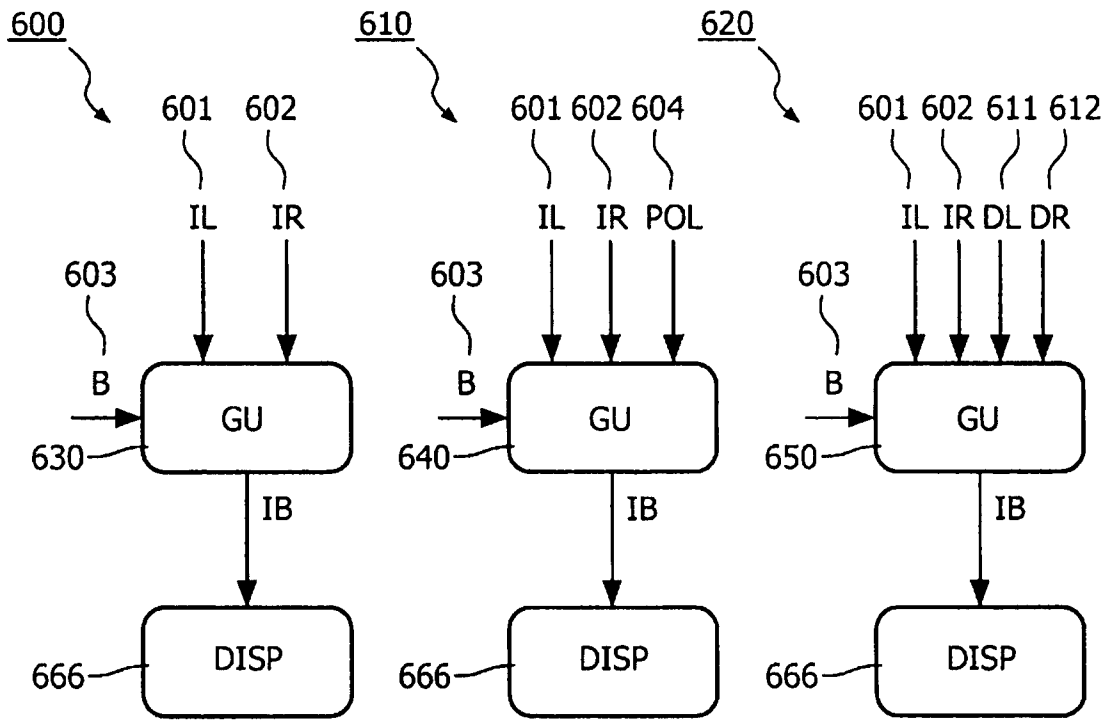 600 610 620
601 602 601 602 604 601 602 611 612
IL IR IL IR POL IL IR DL DR
603 603 603
B GU B GU B GU
630 640 650
IB IB IB
DISP DISP DISP
666 666 666